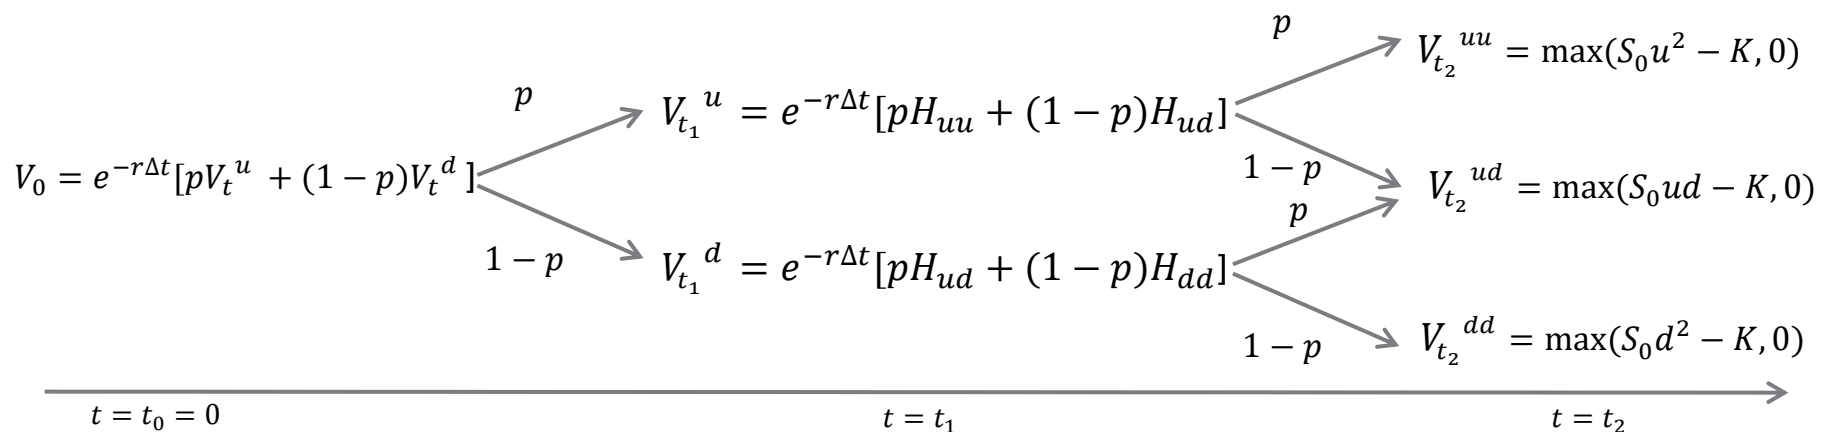 p
V_{t_2}^{uu} = max(S_0u^2 − K, 0)
p
V_{t_1}^{u} = e^{−rΔt}[pH_{uu} + (1 − p)H_{ud}]
V_0 = e^{−rΔt}[pV_t^{u} + (1 − p)V_t^{d}]
1 − p
V_{t_2}^{ud} = max(S_0ud − K, 0)
p
1 − p
V_{t_1}^{d} = e^{−rΔt}[pH_{ud} + (1 − p)H_{dd}]
1 − p
V_{t_2}^{dd} = max(S_0d^2 − K, 0)
t = t_0 = 0
t = t_1
t = t_2